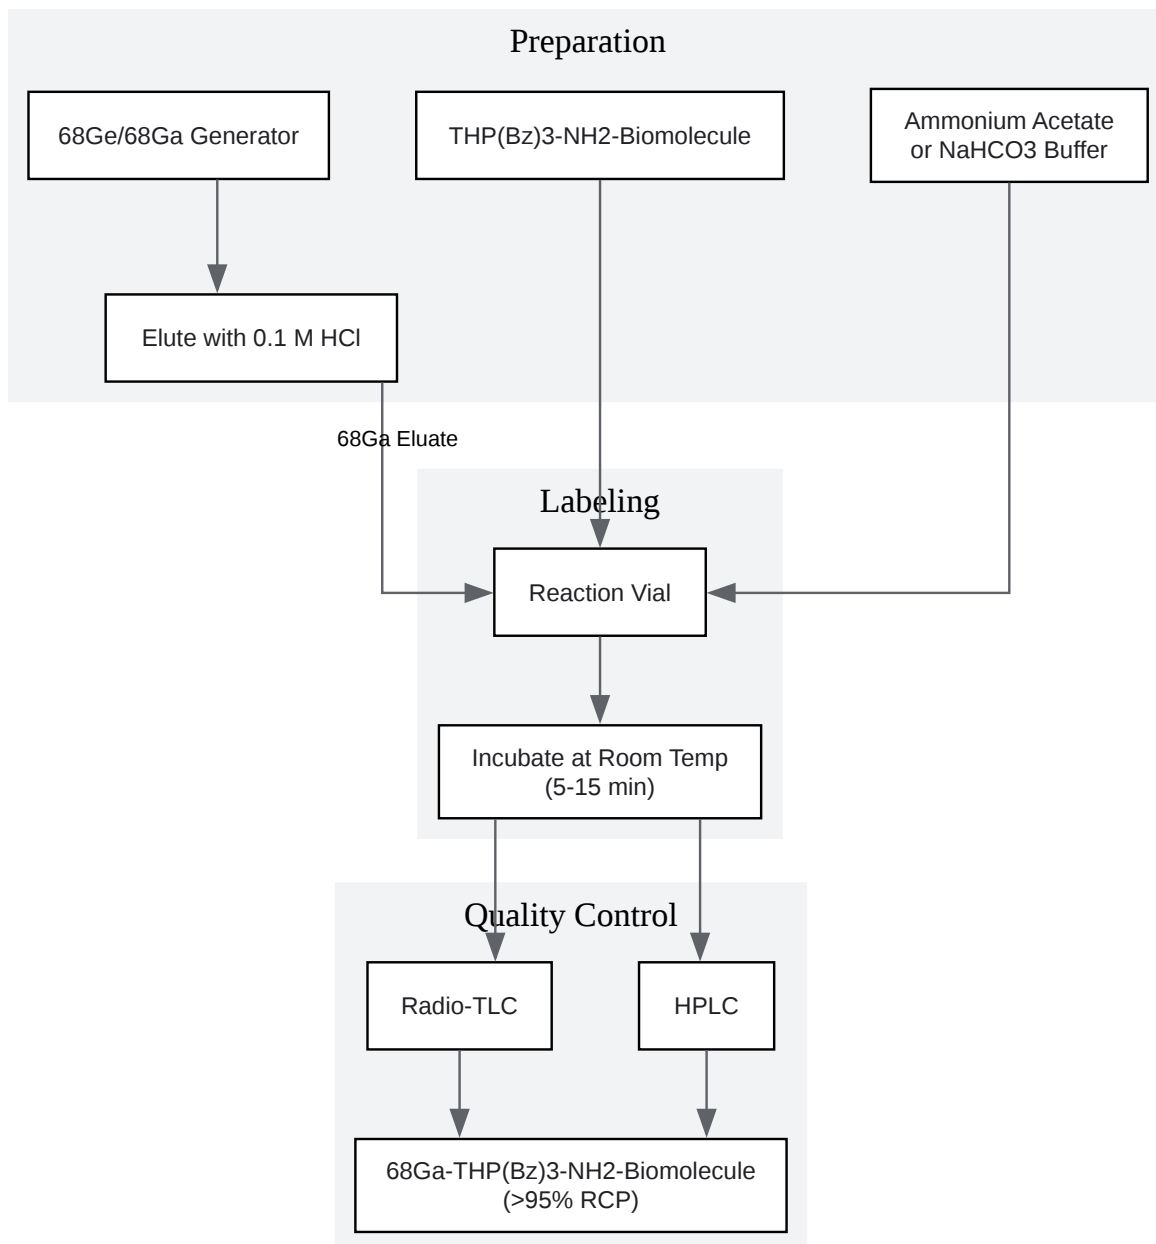 Preparation
68Ge/68Ga Generator
THP(Bz)3-NH2-Biomolecule
Ammonium Acetate
or NaHCO3 Buffer
Elute with 0.1 M HCl
68Ga Eluate
Labeling
Reaction Vial
Incubate at Room Temp
(5-15 min)
Quality Control
Radio-TLC
HPLC
68Ga-THP(Bz)3-NH2-Biomolecule
(>95% RCP)